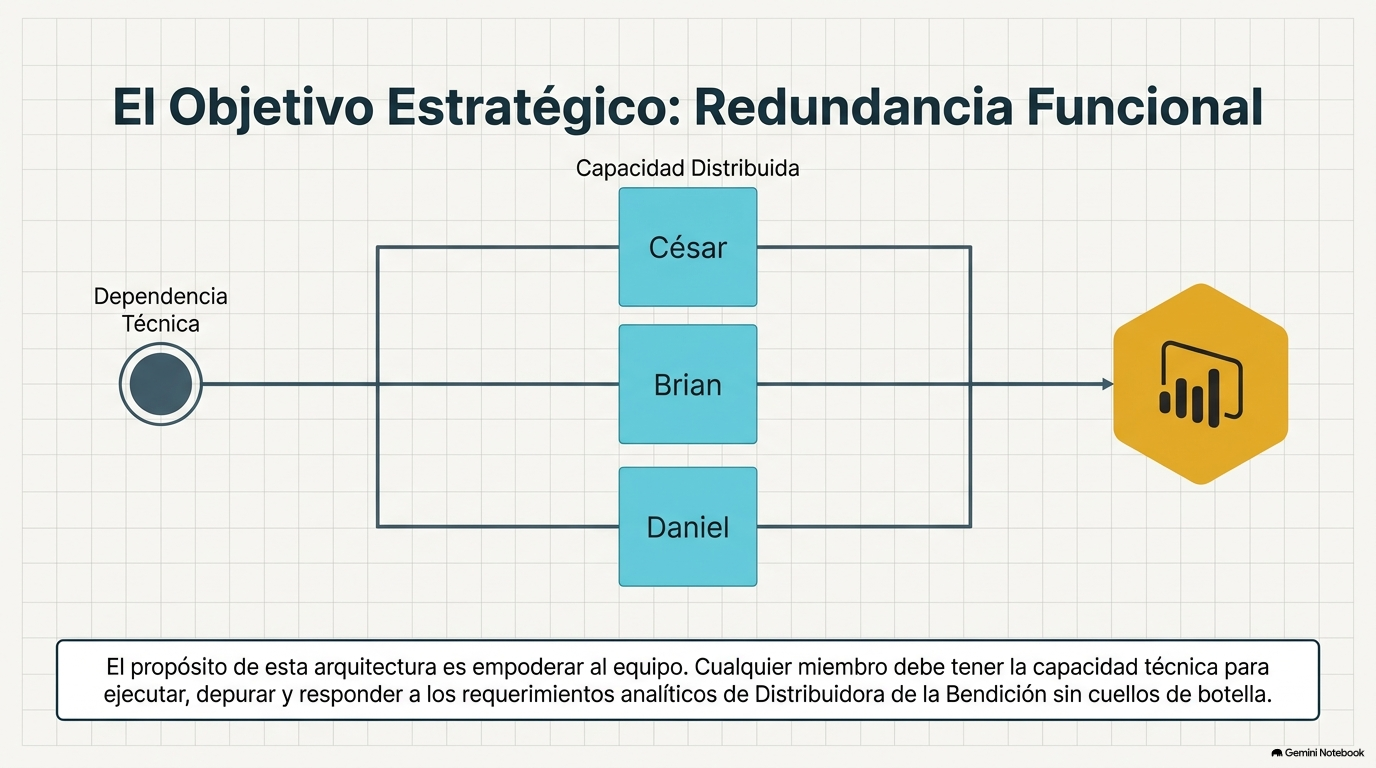 El Objetivo Estratégico: Redundancia Funcional
Capacidad Distribuida
César
Dependencia
Técnica
Brian
Daniel
El propósito de esta arquitectura es empoderar al equipo. Cualquier miembro debe tener la capacidad técnica para
ejecutar, depurar y responder a los requerimientos analíticos de Distribuidora de la Bendición sin cuellos de botella.
Gemini Notebook